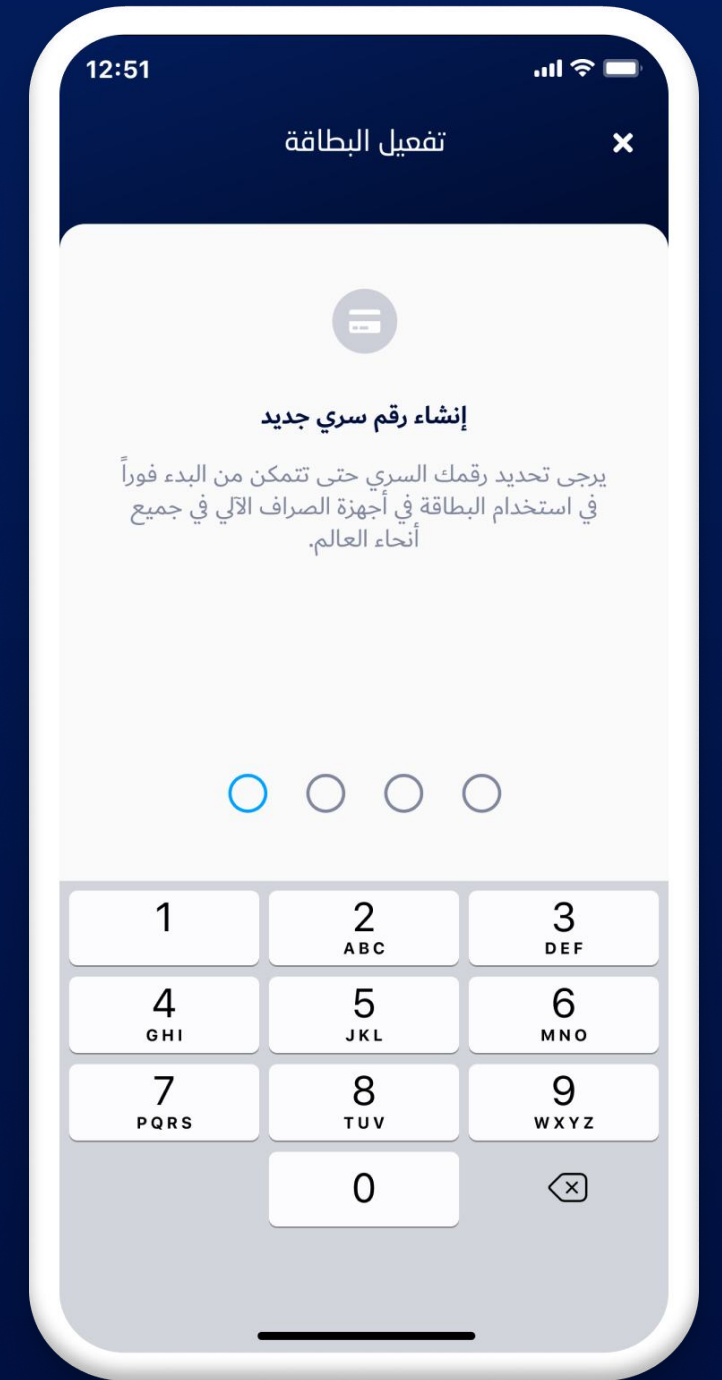 12:51
تفعيل البطاقة
إنشاء رقم سري جديد
يرجى تحديد رقمك السري حتى تتمكن من البدء فوراً
في استخدام البطاقة في أجهزة الصراف الآلي في جميع
أنحاء العالم.
1 2 3
ABC DEF
4 5 6
GHI JKL MNO
7 8 9
PQRS TUV WXYZ
0